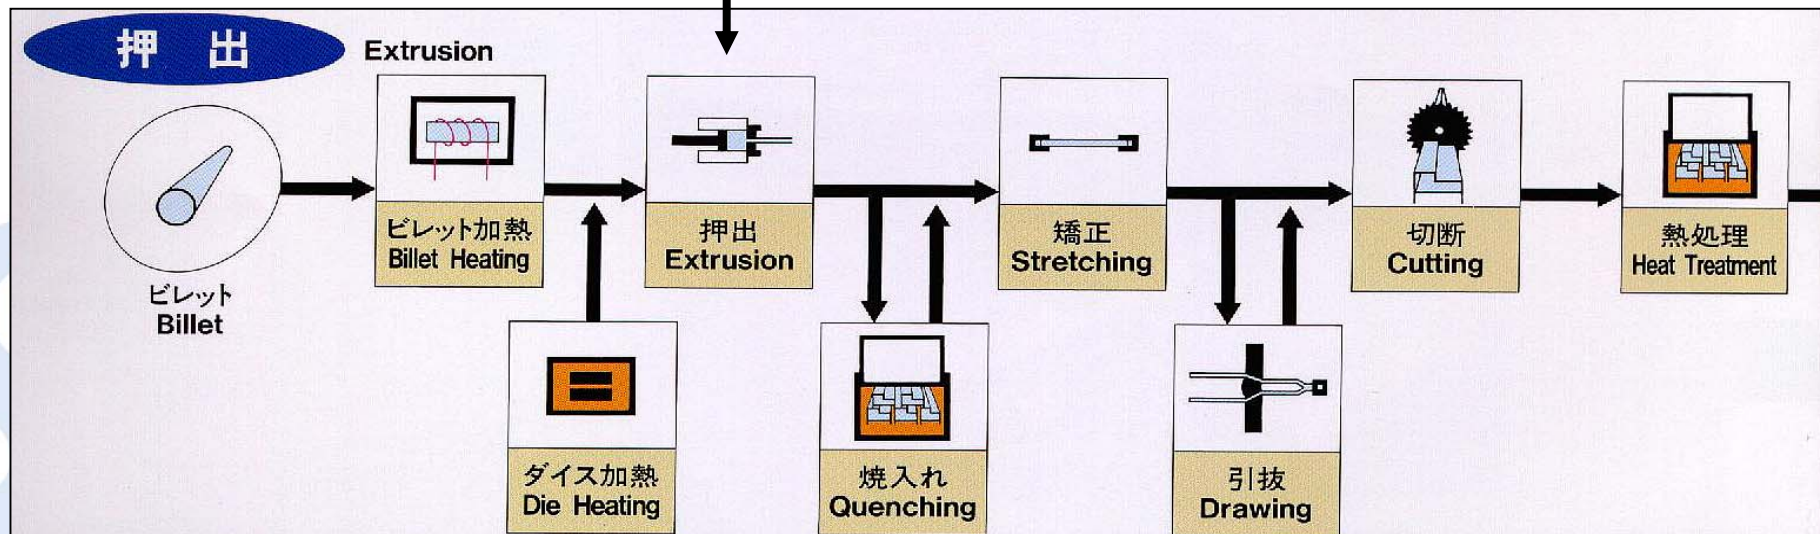 押 出
Extrusion
ビレット
Billet
ビレット加熱
Billet Heating
押出
Extrusion
矯正
Stretching
切断
Cutting
熱処理
Heat Treatment
ダイス加熱
Die Heating
焼入れ
Quenching
引抜
Drawing